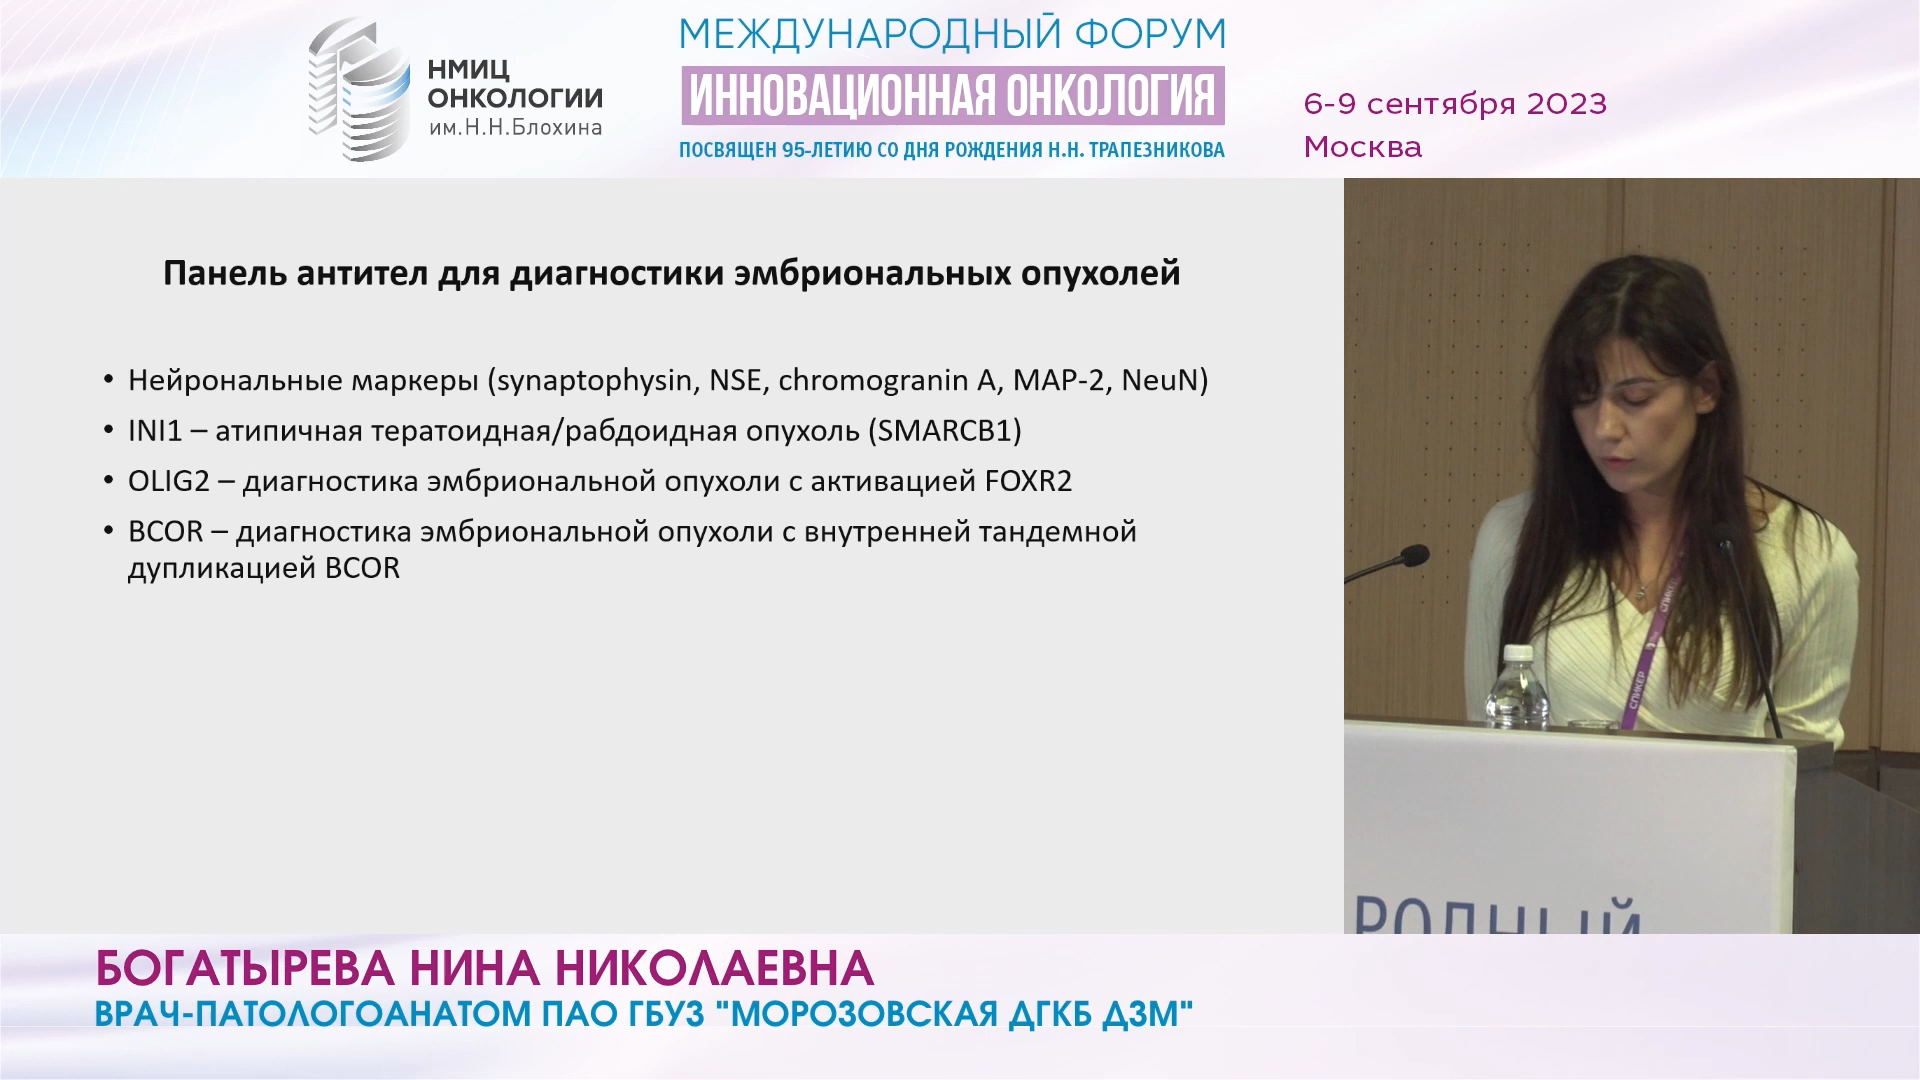 НМИЦ
ОНКОЛОГИИ
им.Н.Н.Блохина
МЕЖДУНАРОДНЫЙ ФОРУМ
ИННОВАЦИОННАЯ ОНКОЛОГИЯ
ПОСВЯЩЕН 95-ЛЕТИЮ СО ДНЯ РОЖДЕНИЯ Н.Н. ТРАПЕЗНИКОВА
6-9 сентября 2023
Москва
Панель антител для диагностики эмбриональных опухолей
• Нейрональные маркеры (synaptophysin, NSE, chromogranin A, MAP-2, NeuN)
• INI1 – атипичная тератоидная/рабдоидная опухоль (SMARCB1)
• OLIG2 – диагностика эмбриональной опухоли с активацией FOXR2
• BCOR – диагностика эмбриональной опухоли с внутренней тандемной
дупликацией BCOR
СПИКЕР
РОДНЫЙ
БОГАТЫРЕВА НИНА НИКОЛАЕВНА
ВРАЧ-ПАТОЛОГОАНАТОМ ПАО ГБУЗ "МОРОЗОВСКАЯ ДГКБ ДЗМ"